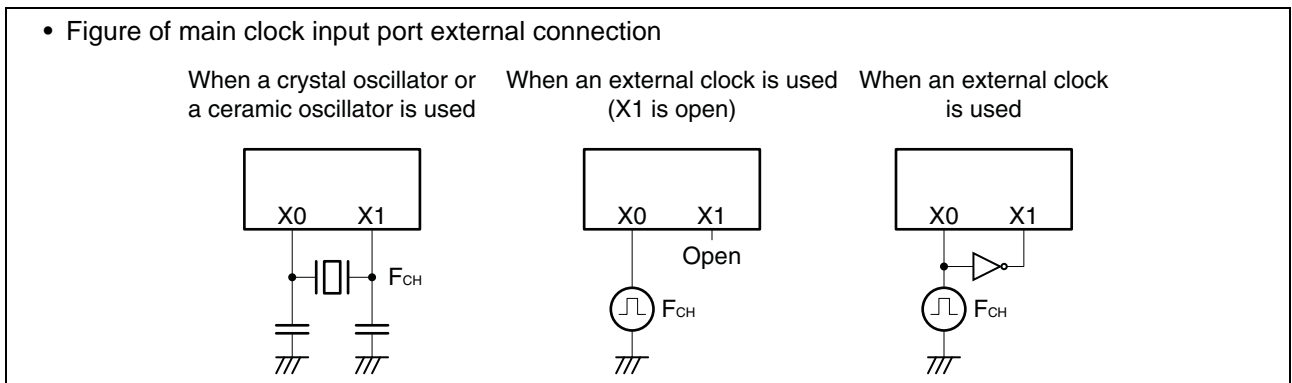 • Figure of main clock input port external connection
When a crystal oscillator or
a ceramic oscillator is used
When an external clock is used
(X1 is open)
When an external clock
is used
X0 X1
FCH
X0 X1
Open
FCH
X0 X1
FCH